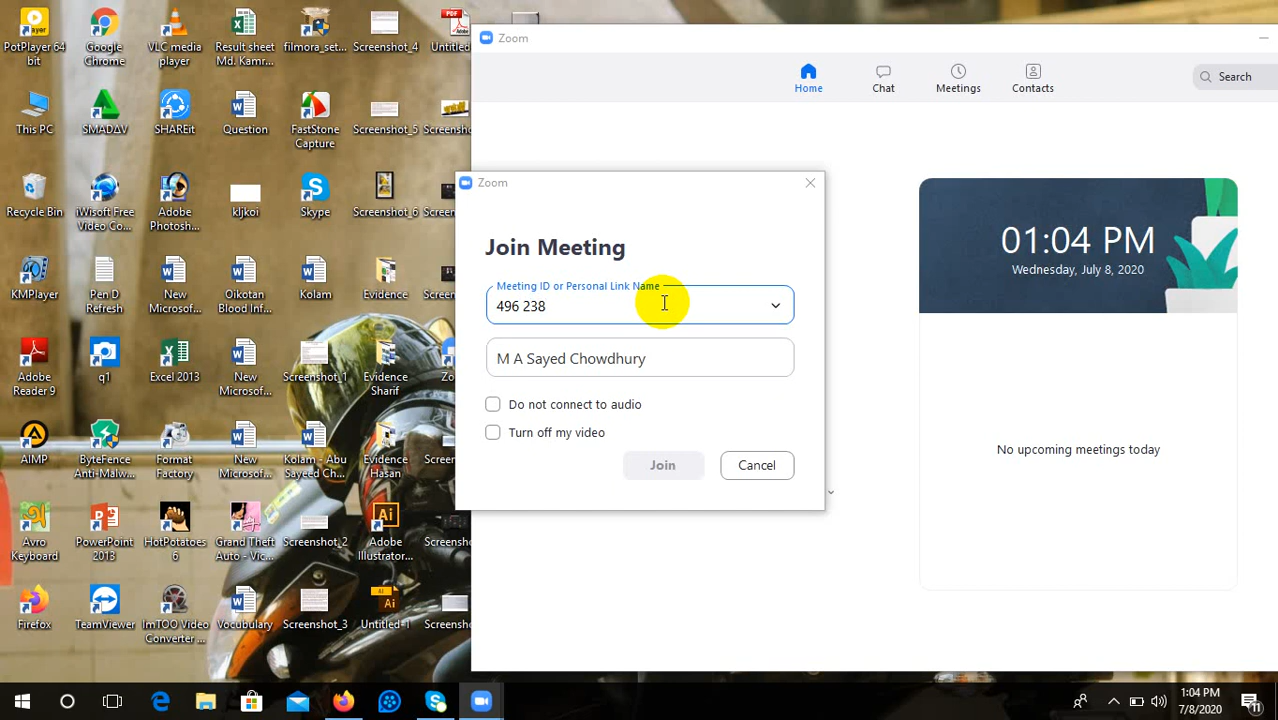 PotPlayer 64
bit
Google
Chrome
VLC media
player
Result sheet
Md. Kamr...
filmora_set...
Screenshot_4
Untitled
This PC
SMADΔV
SHAREit
Question
FastStone
Capture
Screenshot_5
Recycle Bin
iWisoft Free
Video Co...
Adobe
Photosh...
kljkoi
Skype
Screenshot_6
KMPlayer
Pen D
Refresh
New
Microsof...
Oikotan
Blood Inf...
Kolam
Evidence
Adobe
Reader 9
q1
Excel 2013
New
Microsof...
Screenshot_1
Evidence
Sharif
AIMP
ByteFence
Anti-Malw...
Format
Factory
New
Microsof...
Kolam - Abu
Sayeed Ch...
Evidence
Hasan
Avro
Keyboard
PowerPoint
2013
HotPotatoes
6
Grand Theft
Auto - Vic...
Screenshot_2
Adobe
Illustrator...
Firefox
TeamViewer
ImTOO Video
Converter ...
Vocubulary
Screenshot_3
Untitled-1
Zoom
Home
Chat
Meetings
Contacts
Search
Zoom
Join Meeting
Meeting ID or Personal Link Name
496 238
M A Sayed Chowdhury
Do not connect to audio
Turn off my video
Join
Cancel
01:04 PM
Wednesday, July 8, 2020
No upcoming meetings today
1:04 PM
7/8/2020
11